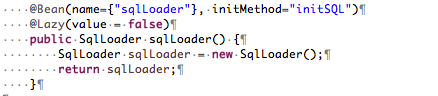 @Bean(name={"sqlLoader"}, initMethod="initSQL")¶
@Lazy(value = false)¶
public SqlLoader sqlLoader() {¶
SqlLoader sqlLoader = new SqlLoader();¶
return sqlLoader;¶
}¶